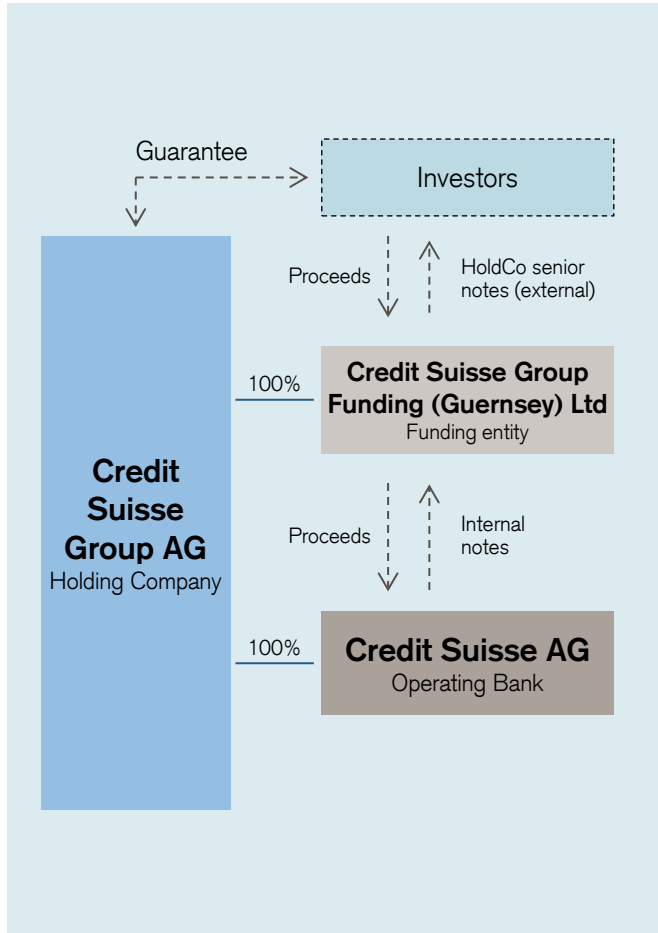 Guarantee
Investors
Proceeds
HoldCo senior
notes (external)
100%
Credit Suisse Group
Funding (Guernsey) Ltd
Funding entity
Credit
Suisse
Group AG
Holding Company
Proceeds
Internal
notes
100%
Credit Suisse AG
Operating Bank